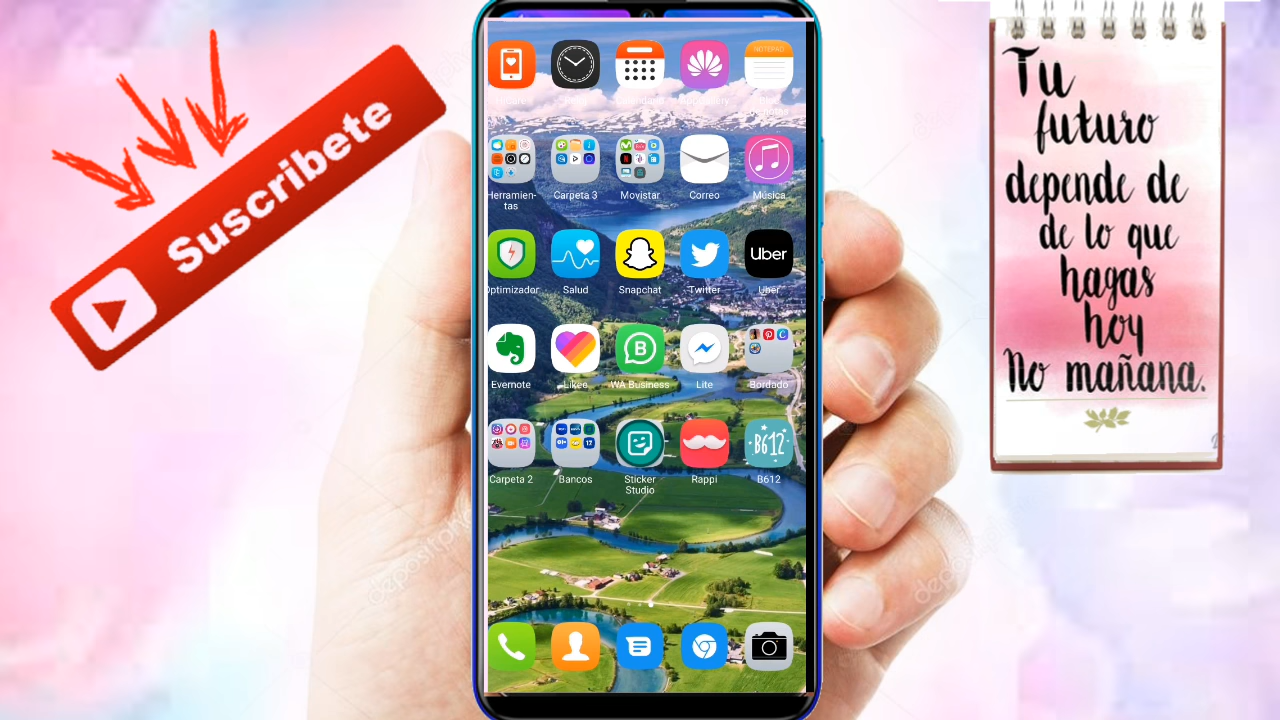 Suscribete
NOTEPAD
Herramien-
tas
Carpeta 3
Movistar
Correo
Música
Optimizador
Salud
Snapchat
Twitter
Uber
Uber
Evernote
Likee
WA Business
Lite
Bordado
Carpeta 2
Bancos
Sticker
Studio
Rappi
B612
B612
Tu
futuro
depende de
de lo que
hagas
hoy
No mañana.